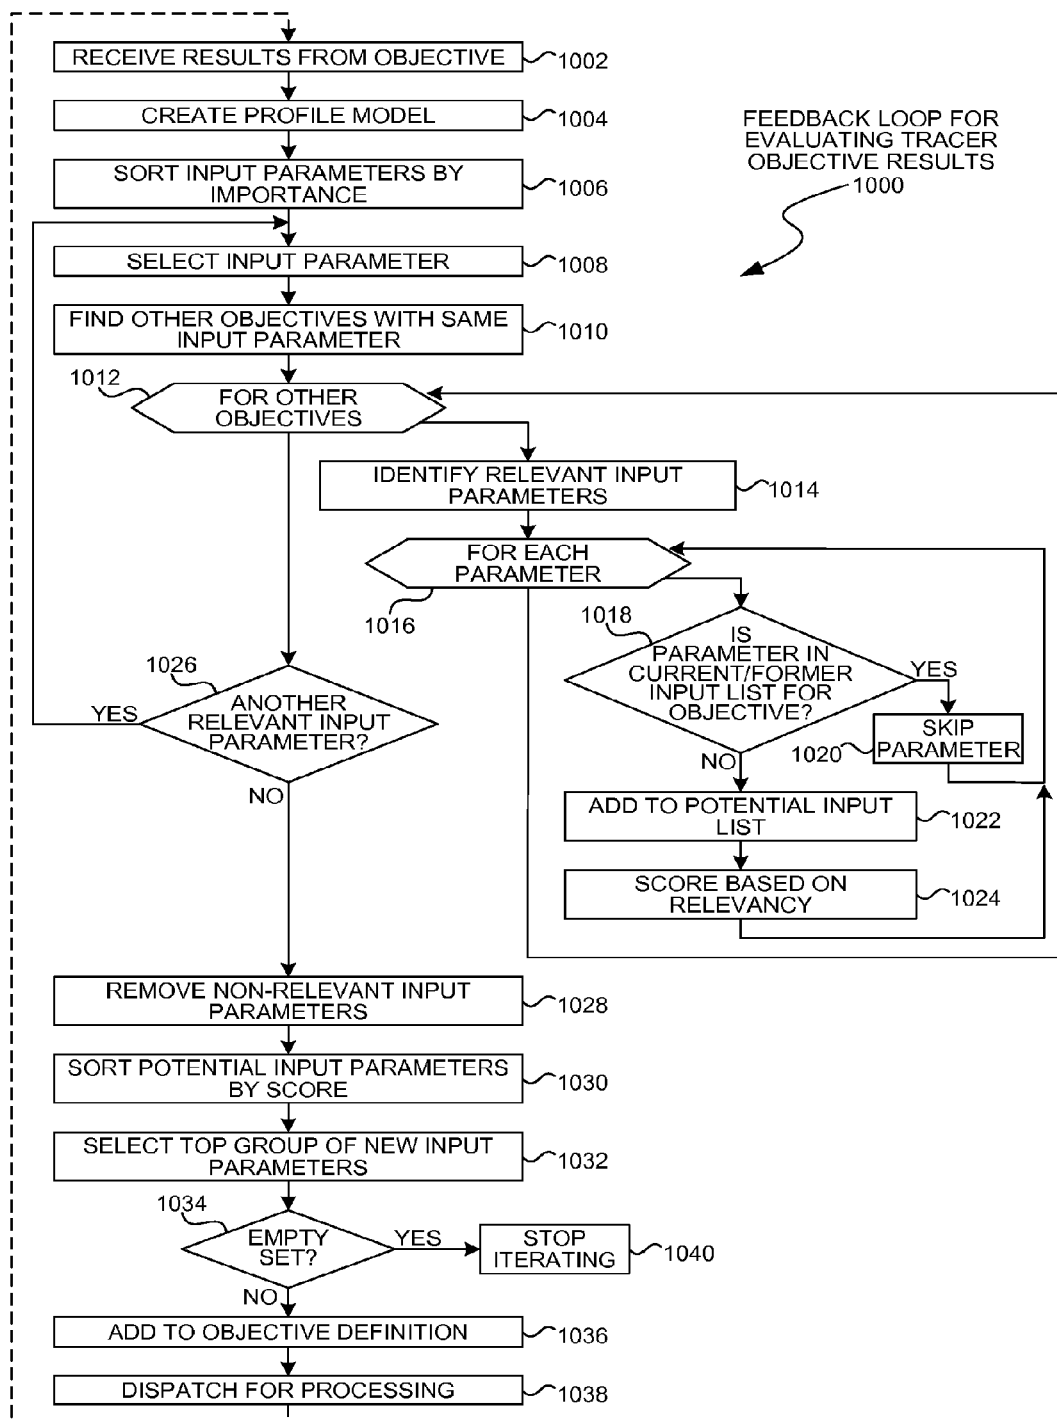 RECEIVE RESULTS FROM OBJECTIVE
1002
CREATE PROFILE MODEL
1004
FEEDBACK LOOP FOR
EVALUATING TRACER
OBJECTIVE RESULTS
1000
SORT INPUT PARAMETERS BY
IMPORTANCE
1006
SELECT INPUT PARAMETER
1008
FIND OTHER OBJECTIVES WITH SAME
INPUT PARAMETER
1010
1012
FOR OTHER
OBJECTIVES
IDENTIFY RELEVANT INPUT
PARAMETERS
1014
FOR EACH
PARAMETER
1016
1018
IS
PARAMETER IN
CURRENT/FORMER
INPUT LIST FOR
OBJECTIVE?
YES
NO
SKIP
PARAMETER
1020
ADD TO POTENTIAL INPUT
LIST
1022
SCORE BASED ON
RELEVANCY
1024
1026
ANOTHER
RELEVANT INPUT
PARAMETER?
YES
NO
REMOVE NON-RELEVANT INPUT
PARAMETERS
1028
SORT POTENTIAL INPUT PARAMETERS
BY SCORE
1030
SELECT TOP GROUP OF NEW INPUT
PARAMETERS
1032
1034
EMPTY
SET?
YES
STOP
ITERATING
1040
NO
ADD TO OBJECTIVE DEFINITION
1036
DISPATCH FOR PROCESSING
1038